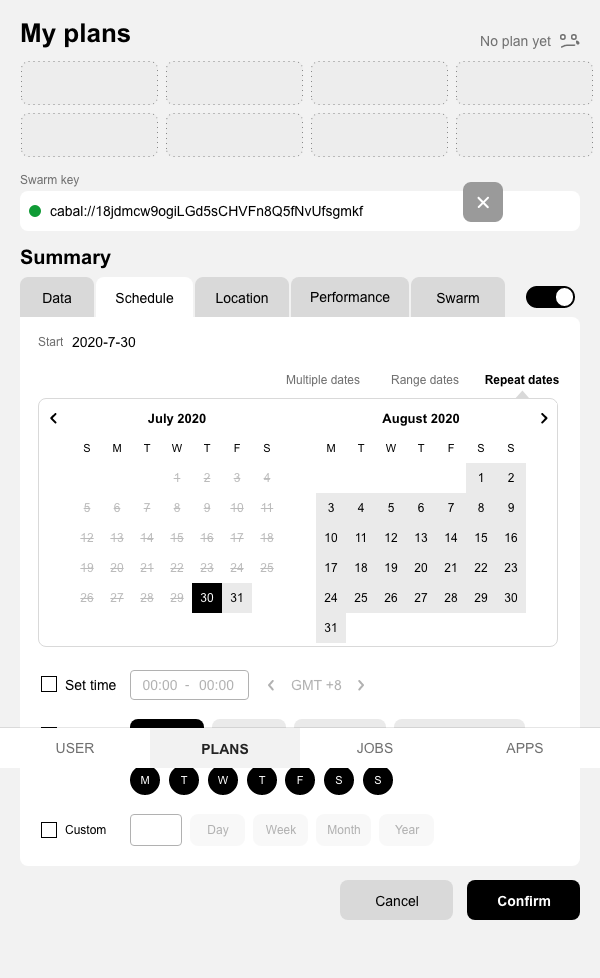 My plans
No plan yet
Swarm key
cabal://18jdmcw9ogiLGd5sCHVFn8Q5fNvUfsgmkf
Summary
Data Schedule Location Performance Swarm
Start 2020-7-30
Multiple dates Range dates Repeat dates
July 2020
S M T W T F S
1 2 3 4
5 6 7 8 9 10 11
12 13 14 15 16 17 18
19 20 21 22 23 24 25
26 27 28 29 30 31
August 2020
M T W T F S S
1 2
3 4 5 6 7 8 9
10 11 12 13 14 15 16
17 18 19 20 21 22 23
24 25 26 27 28 29 30
31
Set time 00:00 - 00:00 GMT +8
USER PLANS JOBS APPS
M T W T F S S
Custom Day Week Month Year
Cancel Confirm